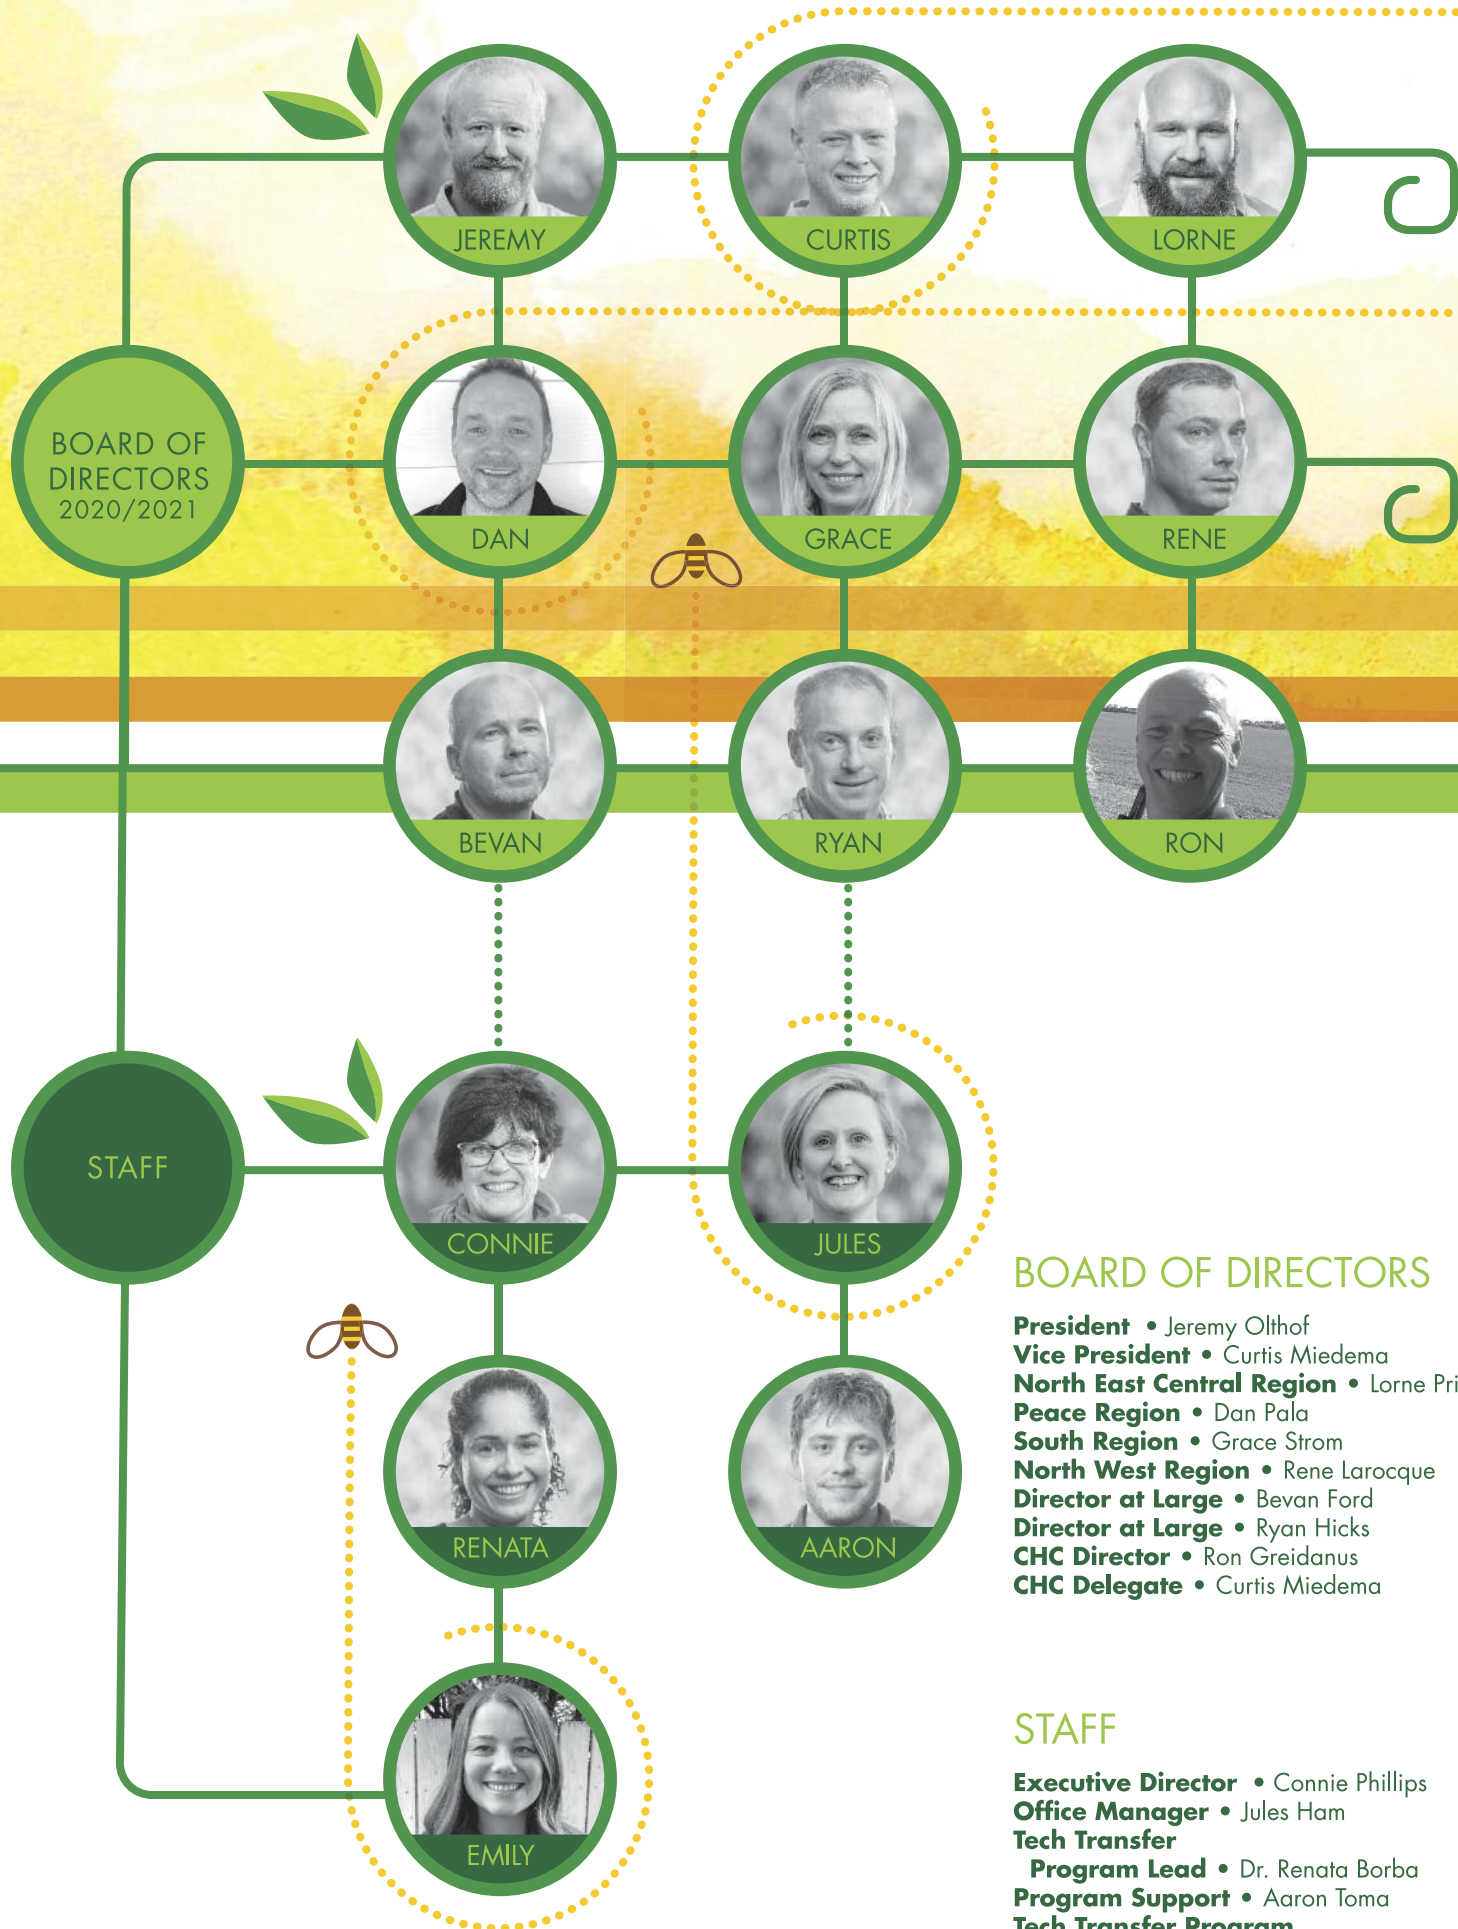 JEREMY
CURTIS
LORNE
BOARD OF
DIRECTORS
2020/2021
DAN
GRACE
RENE
BEVAN
RYAN
RON
STAFF
CONNIE
JULES
RENATA
AARON
EMILY
BOARD OF DIRECTORS
President • Jeremy Olthof
Vice President • Curtis Miedema
North East Central Region • Lorne Pri
Peace Region • Dan Pala
South Region • Grace Strom
North West Region • Rene Larocque
Director at Large • Bevan Ford
Director at Large • Ryan Hicks
CHC Director • Ron Greidanus
CHC Delegate • Curtis Miedema
STAFF
Executive Director • Connie Phillips
Office Manager • Jules Ham
Tech Transfer
Program Lead • Dr. Renata Borba
Program Support • Aaron Toma
Tech Transfer Program